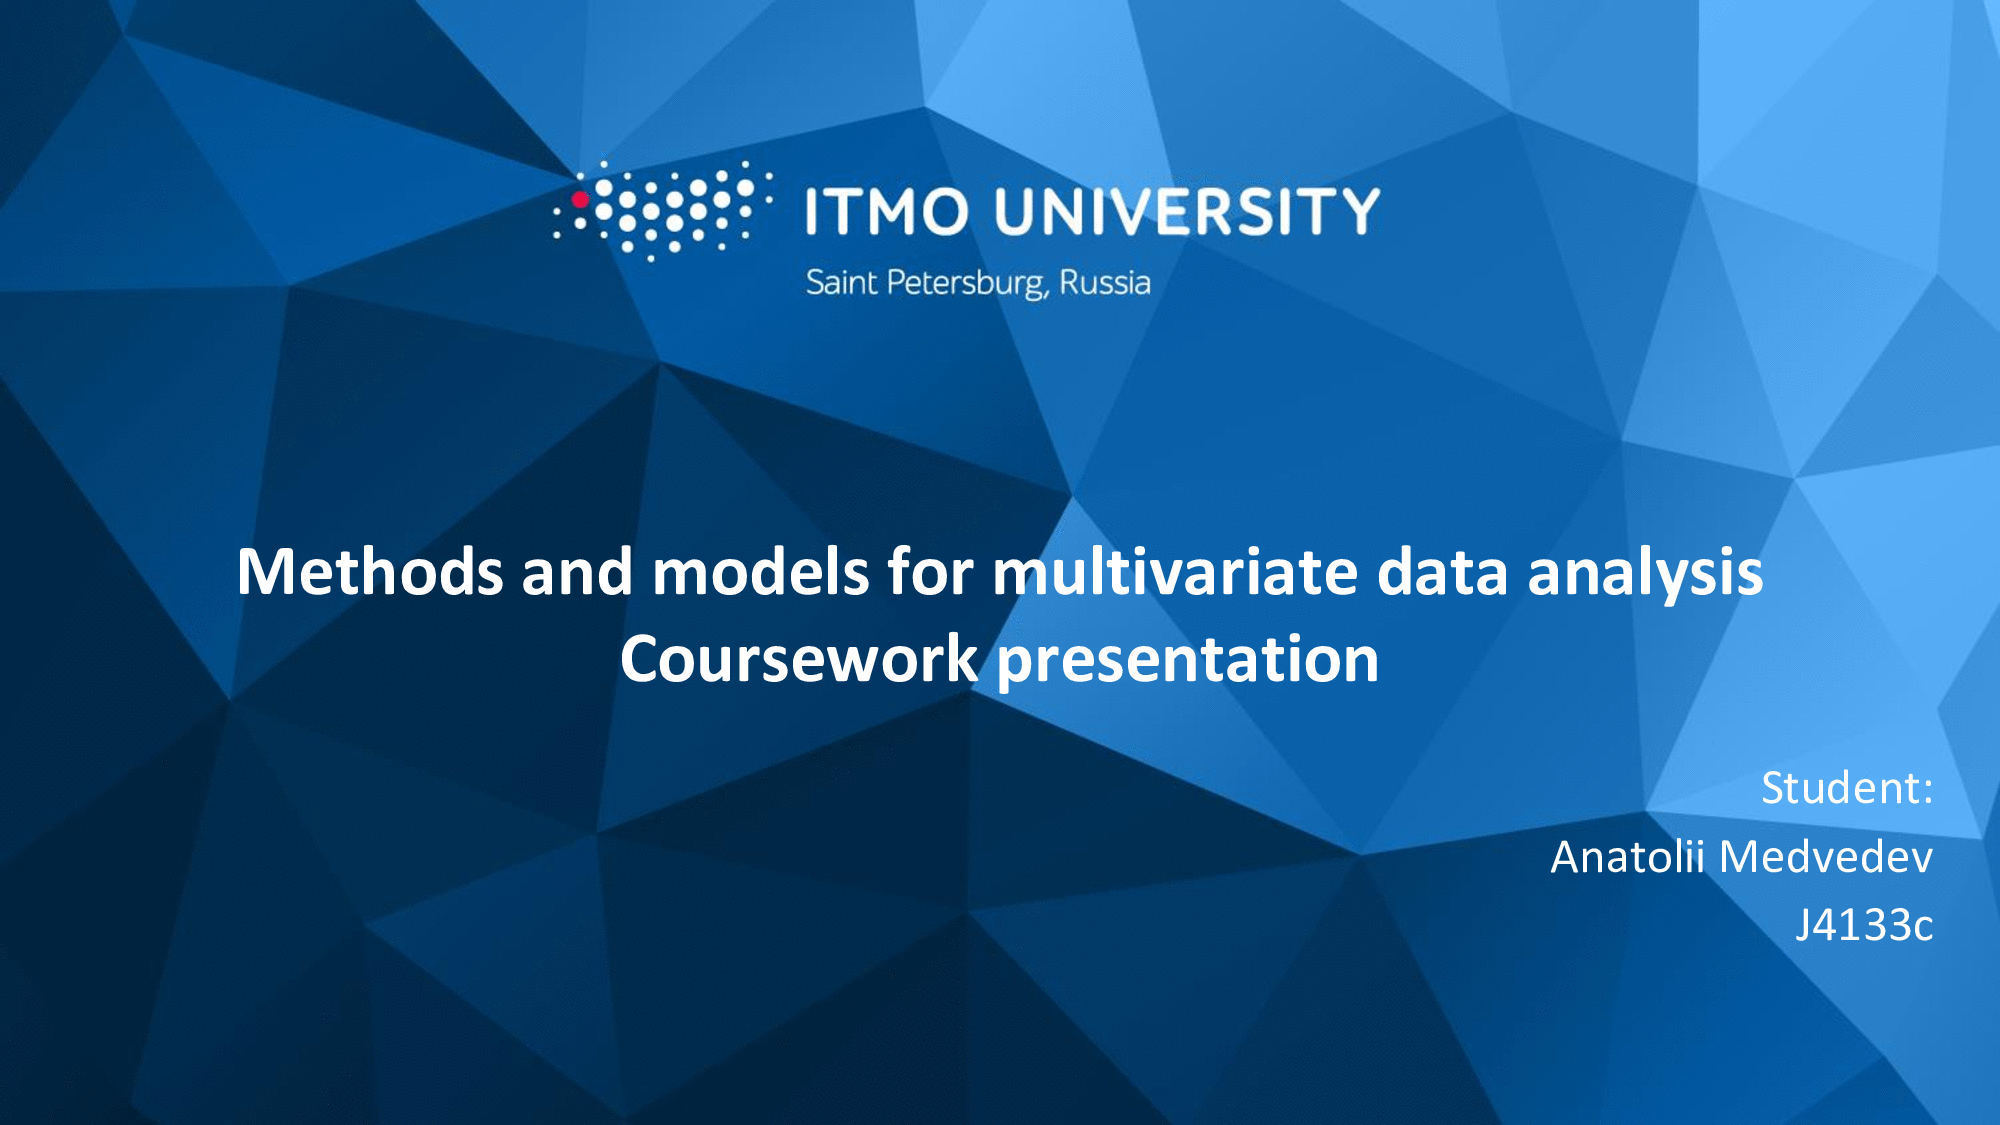 ITMO UNIVERSITY
Saint Petersburg, Russia
Methods and models for multivariate data analysis
Coursework presentation
Student:
Anatolii Medvedev
J4133c